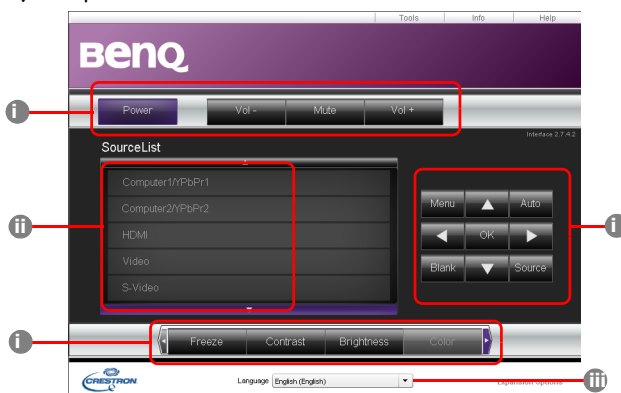 Tools Info Help
BenQ
i Power Vol - Mute Vol +
Interface 2.7.4.2
SourceList
Computer1/YPbPr1
Computer2/YPbPr2
HDMI
Video
S-Video
ii
Menu Auto
OK
Blank Source
i
i Freeze Contrast Brightness Color
CRESTRON Language English (English) Expansion Options iii